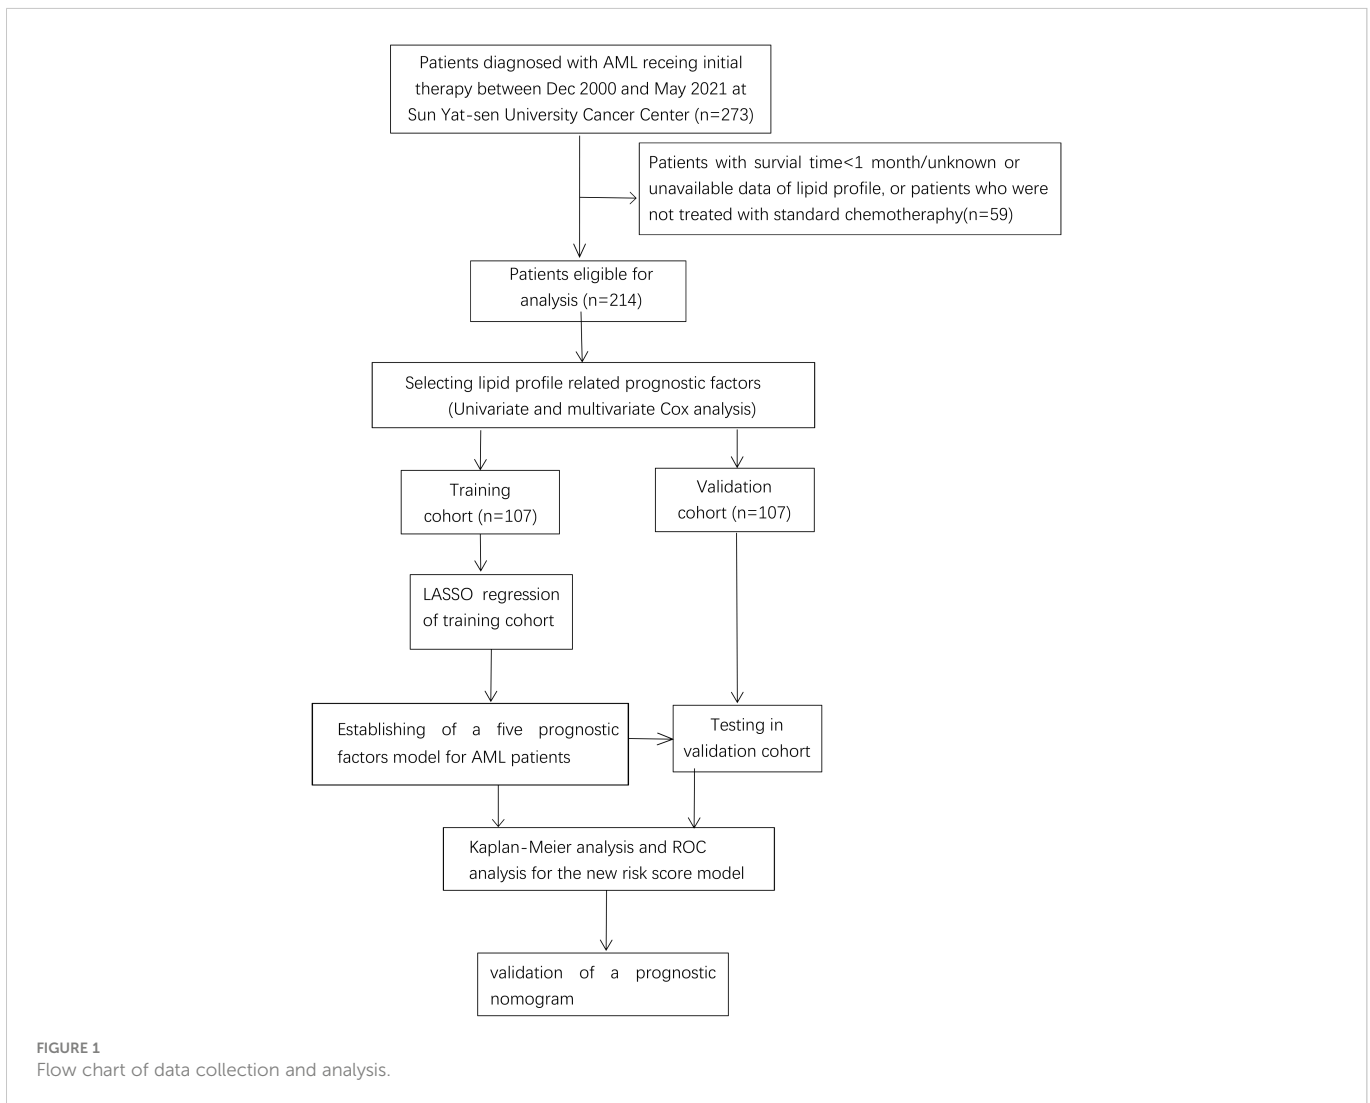 Patients diagnosed with AML receing initial
therapy between Dec 2000 and May 2021 at
Sun Yat-sen University Cancer Center (n=273)
Patients with survial time<1 month/unknown or
unavailable data of lipid profile, or patients who were
not treated with standard chemotheraphy(n=59)
Patients eligible for
analysis (n=214)
Selecting lipid profile related prognostic factors
(Univariate and multivariate Cox analysis)
Training
cohort (n=107)
Validation
cohort (n=107)
LASSO regression
of training cohort
Establishing of a five prognostic
factors model for AML patients
Testing in
validation cohort
Kaplan-Meier analysis and ROC
analysis for the new risk score model
validation of a prognostic
nomogram
FIGURE 1
Flow chart of data collection and analysis.